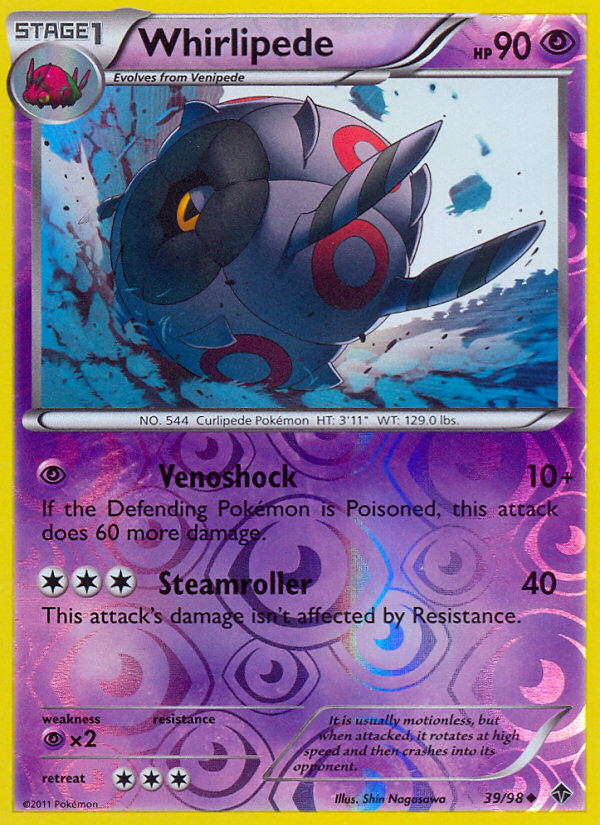 STAGE1
Whirlipede
HP 90
Evolves from Venipede
NO. 544 Curlipede Pokémon HT: 3'11" WT: 129.0 lbs.
Venoshock 10+
If the Defending Pokémon is Poisoned, this attack
does 60 more damage.
Steamroller 40
This attack's damage isn't affected by Resistance.
weakness resistance
×2
retreat
It is usually motionless, but
when attacked, it rotates at high
speed and then crashes into its
opponent.
©2011 Pokémon
Illus. Shin Nagasawa 39/98